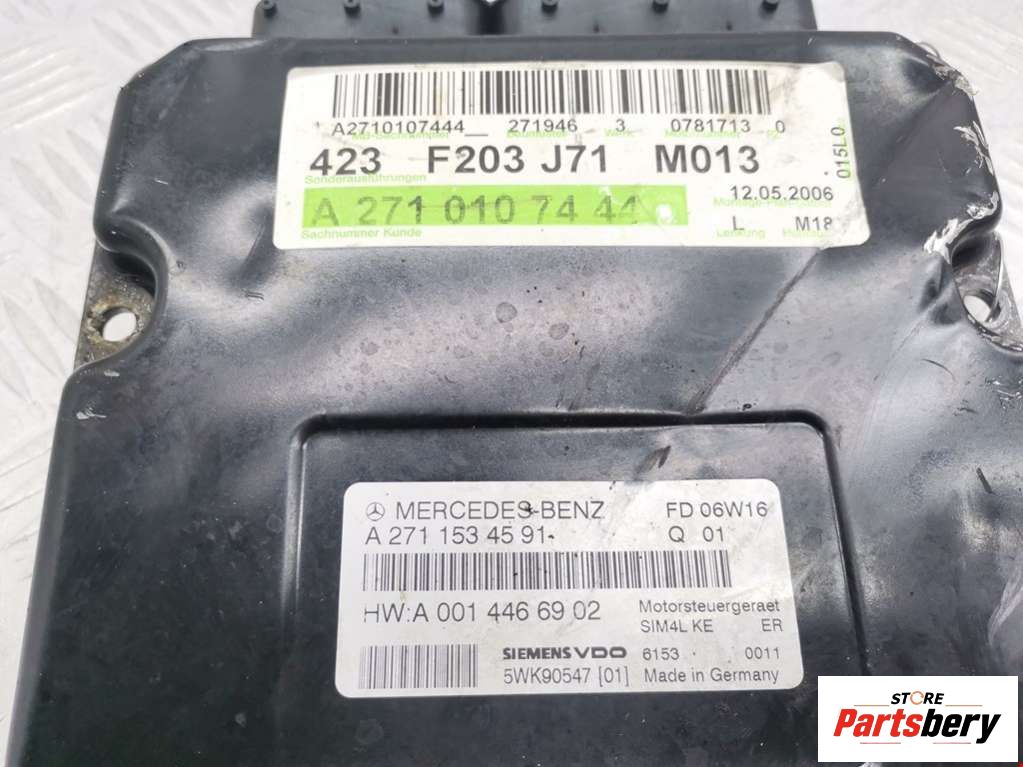 A2710107444__ 271946 3 0781713 0
423 F203 J71 M013
015L0
Sonderausführungen
12.05.2006
A 271 010 74 44
Sachnummer Kunde
L M18
Lenkung
MERCEDES-BENZ FD 06W16
A 271 153 45 91 Q 01
HW:A 001 446 69 02 Motorsteuergeraet
SIM4L KE ER
SIEMENS VDO 6153 0011
5WK90547 [01] Made in Germany
STORE
Partsbery